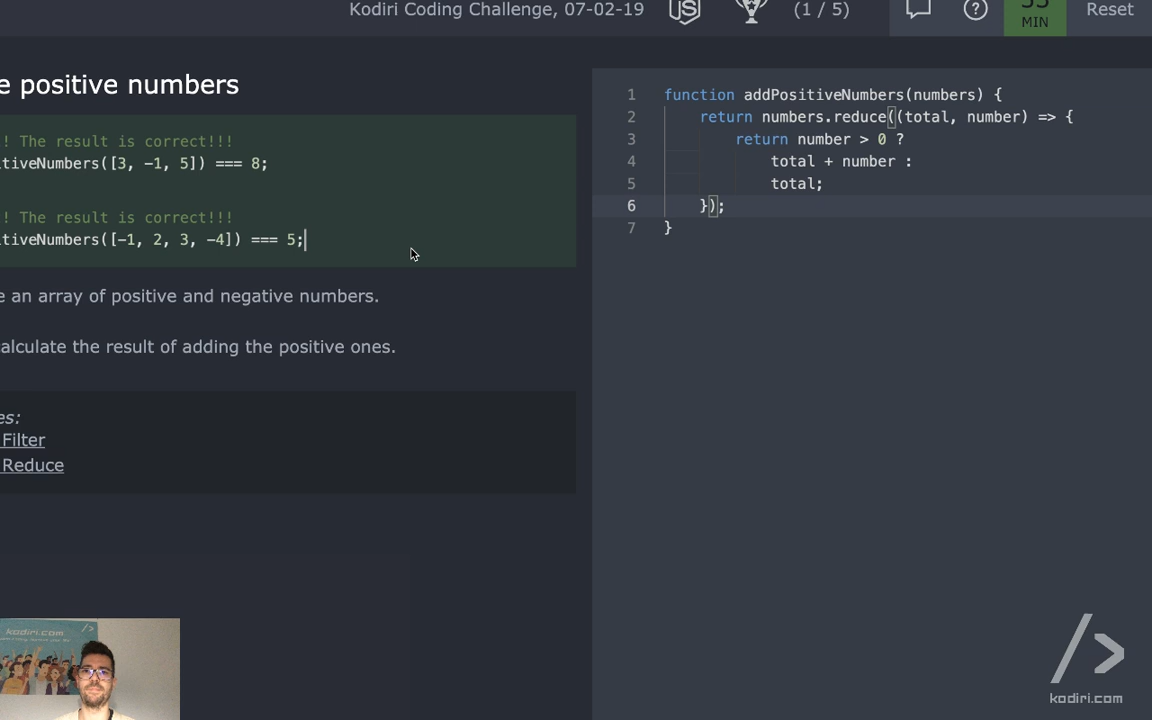 Kodiri Coding Challenge, 07-02-19
JS
(1 / 5)
MIN
Reset
e positive numbers
! The result is correct!!!
tiveNumbers([3, -1, 5]) === 8;
! The result is correct!!!
tiveNumbers([-1, 2, 3, -4]) === 5;
e an array of positive and negative numbers.
alculate the result of adding the positive ones.
es:
Filter
Reduce
1 function addPositiveNumbers(numbers) {
2 return numbers.reduce((total, number) => {
3 return number > 0 ?
4 total + number :
5 total;
6 });
7 }
kodiri.com
kodiri.com